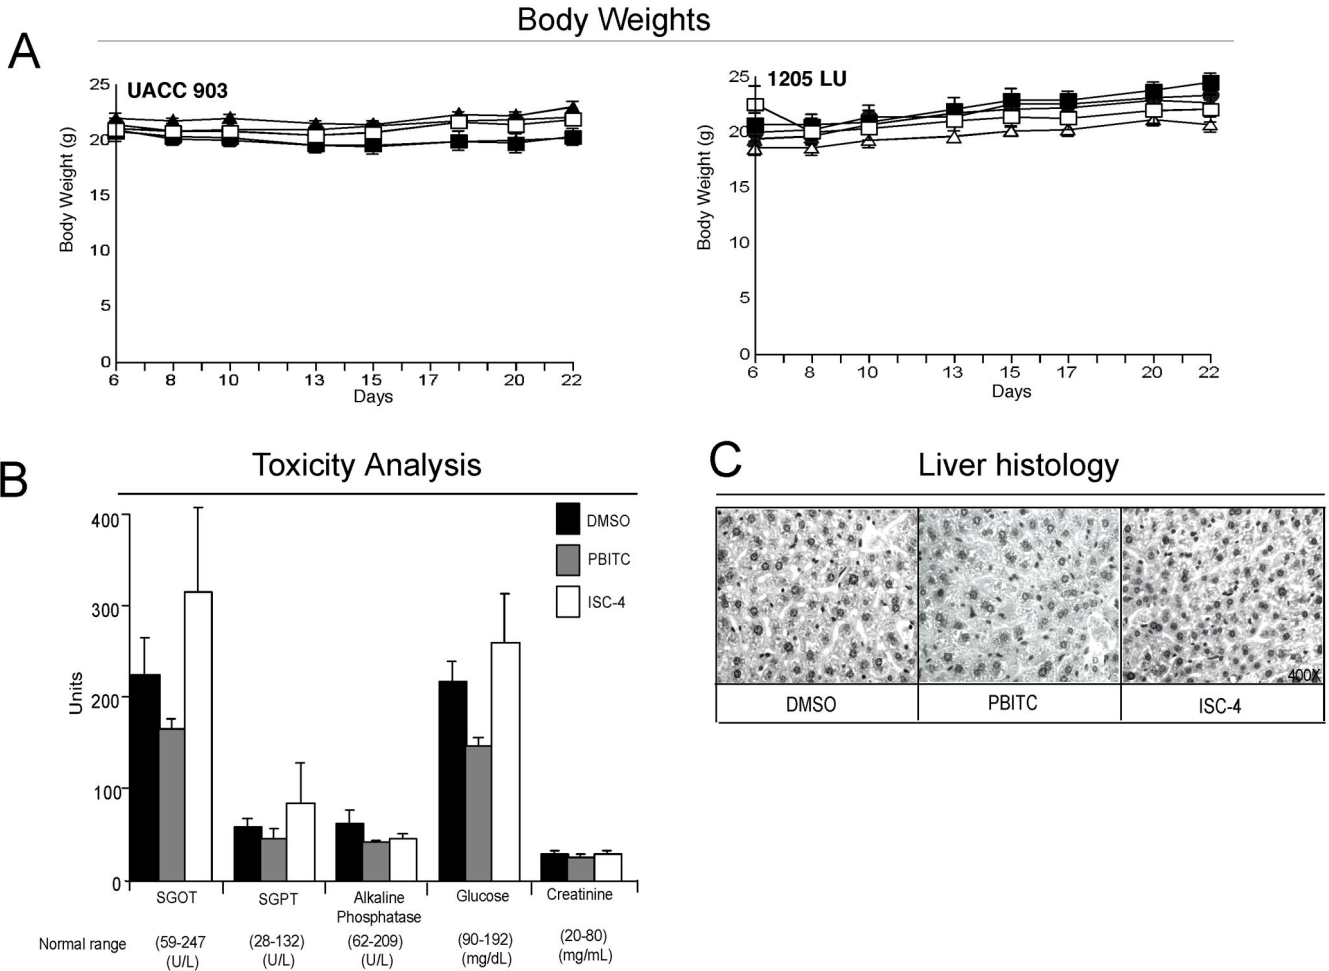 Body Weights
A
UACC 903
25
20
15
10
5
0
Body Weight (g)
6 8 10 13 15 17 20 22
Days
1205 LU
25
20
15
10
5
0
Body Weight (g)
6 8 10 13 15 17 20 22
Days
B
Toxicity Analysis
400
300
200
100
0
Units
DMSO
PBITC
ISC-4
SGOT SGPT Alkaline Glucose Creatinine
Phosphatase
Normal range (59-247 (28-132) (62-209) (90-192) (20-80)
(U/L) (U/L) (U/L) (mg/dL) (mg/mL)
C
Liver histology
400X
DMSO PBITC ISC-4